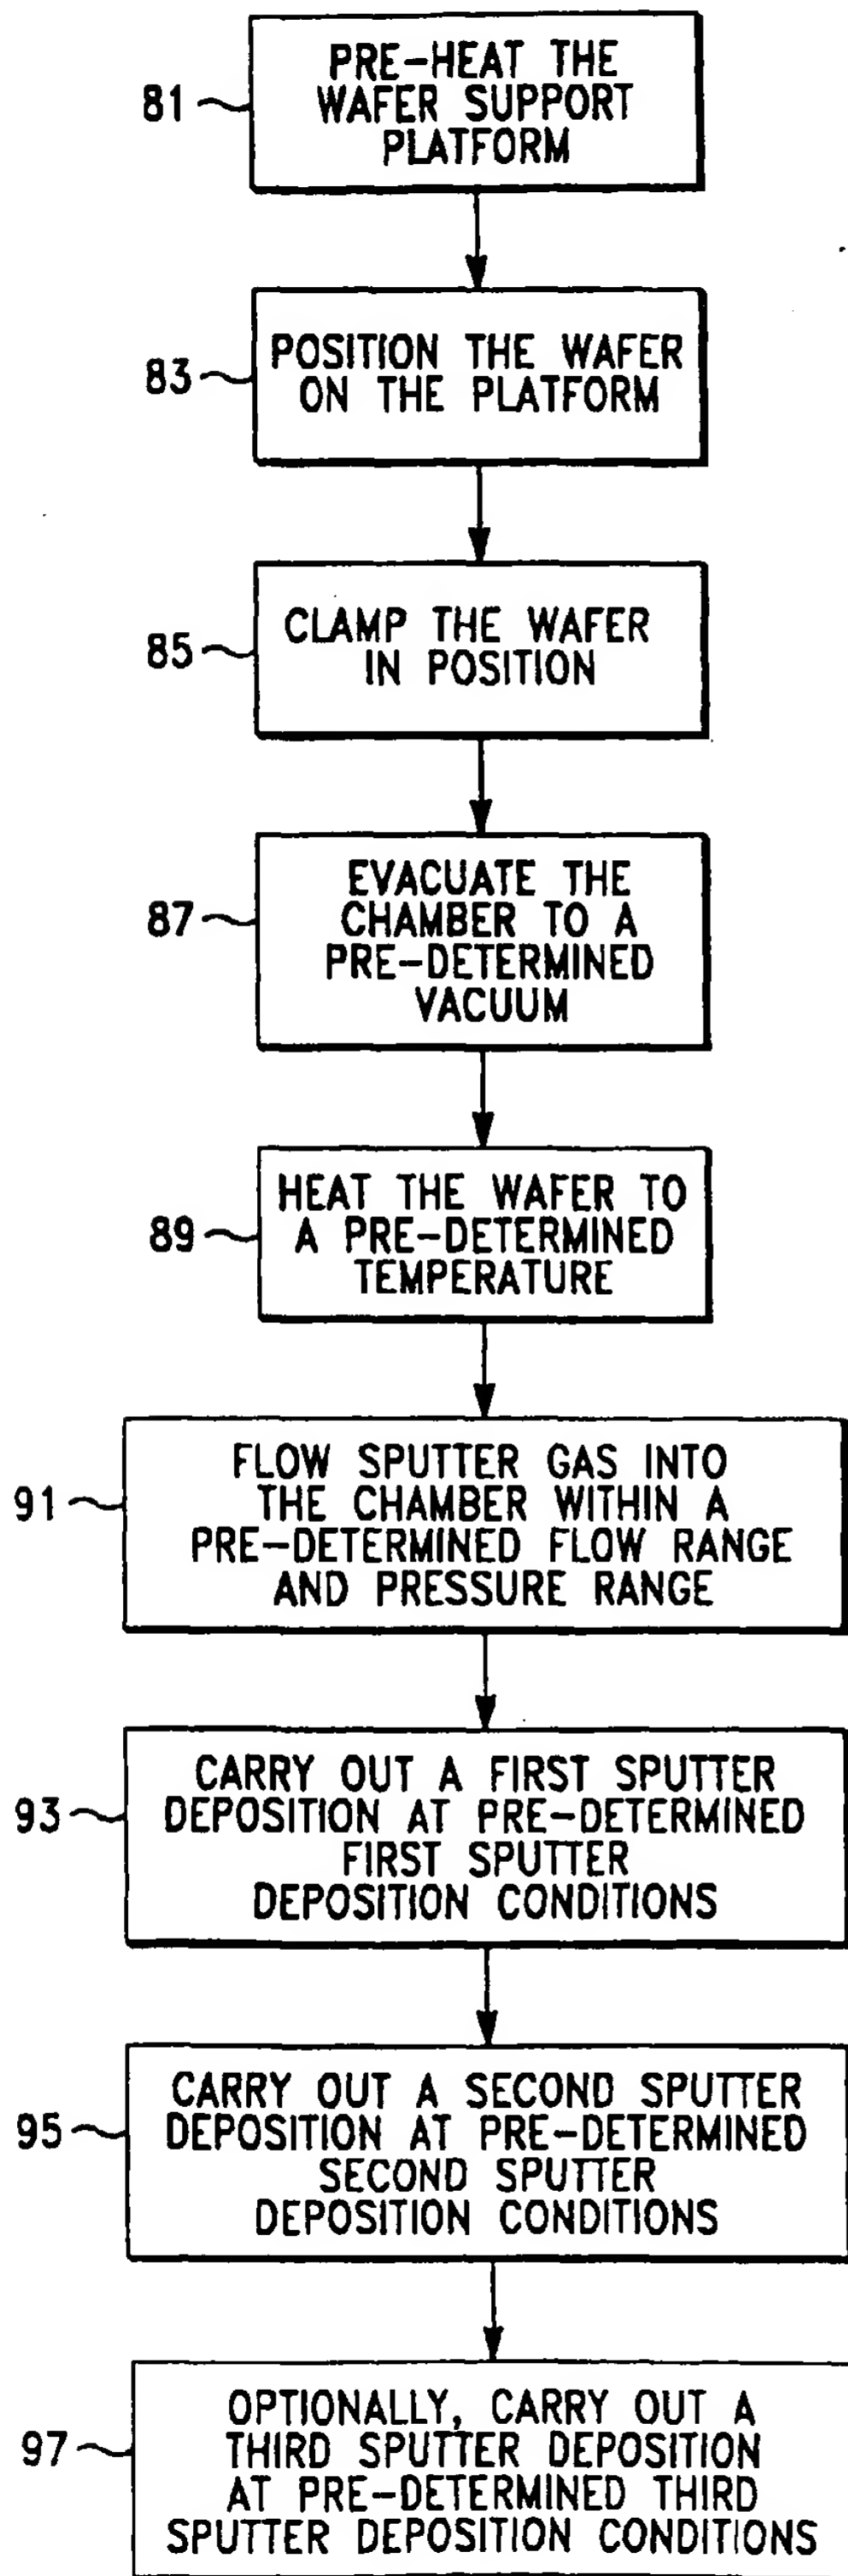 PRE-HEAT THE
81 WAFER SUPPORT
PLATFORM
POSITION THE WAFER
83 ON THE PLATFORM
CLAMP THE WAFER
85 IN POSITION
EVACUATE THE
87 CHAMBER TO A
PRE-DETERMINED
VACUUM
HEAT THE WAFER TO
89 A PRE-DETERMINED
TEMPERATURE
FLOW SPUTTER GAS INTO
91 THE CHAMBER WITHIN A
PRE-DETERMINED FLOW RANGE
AND PRESSURE RANGE
CARRY OUT A FIRST SPUTTER
93 DEPOSITION AT PRE-DETERMINED
FIRST SPUTTER
DEPOSITION CONDITIONS
CARRY OUT A SECOND SPUTTER
95 DEPOSITION AT PRE-DETERMINED
SECOND SPUTTER
DEPOSITION CONDITIONS
OPTIONALLY, CARRY OUT A
97 THIRD SPUTTER DEPOSITION
AT PRE-DETERMINED THIRD
SPUTTER DEPOSITION CONDITIONS